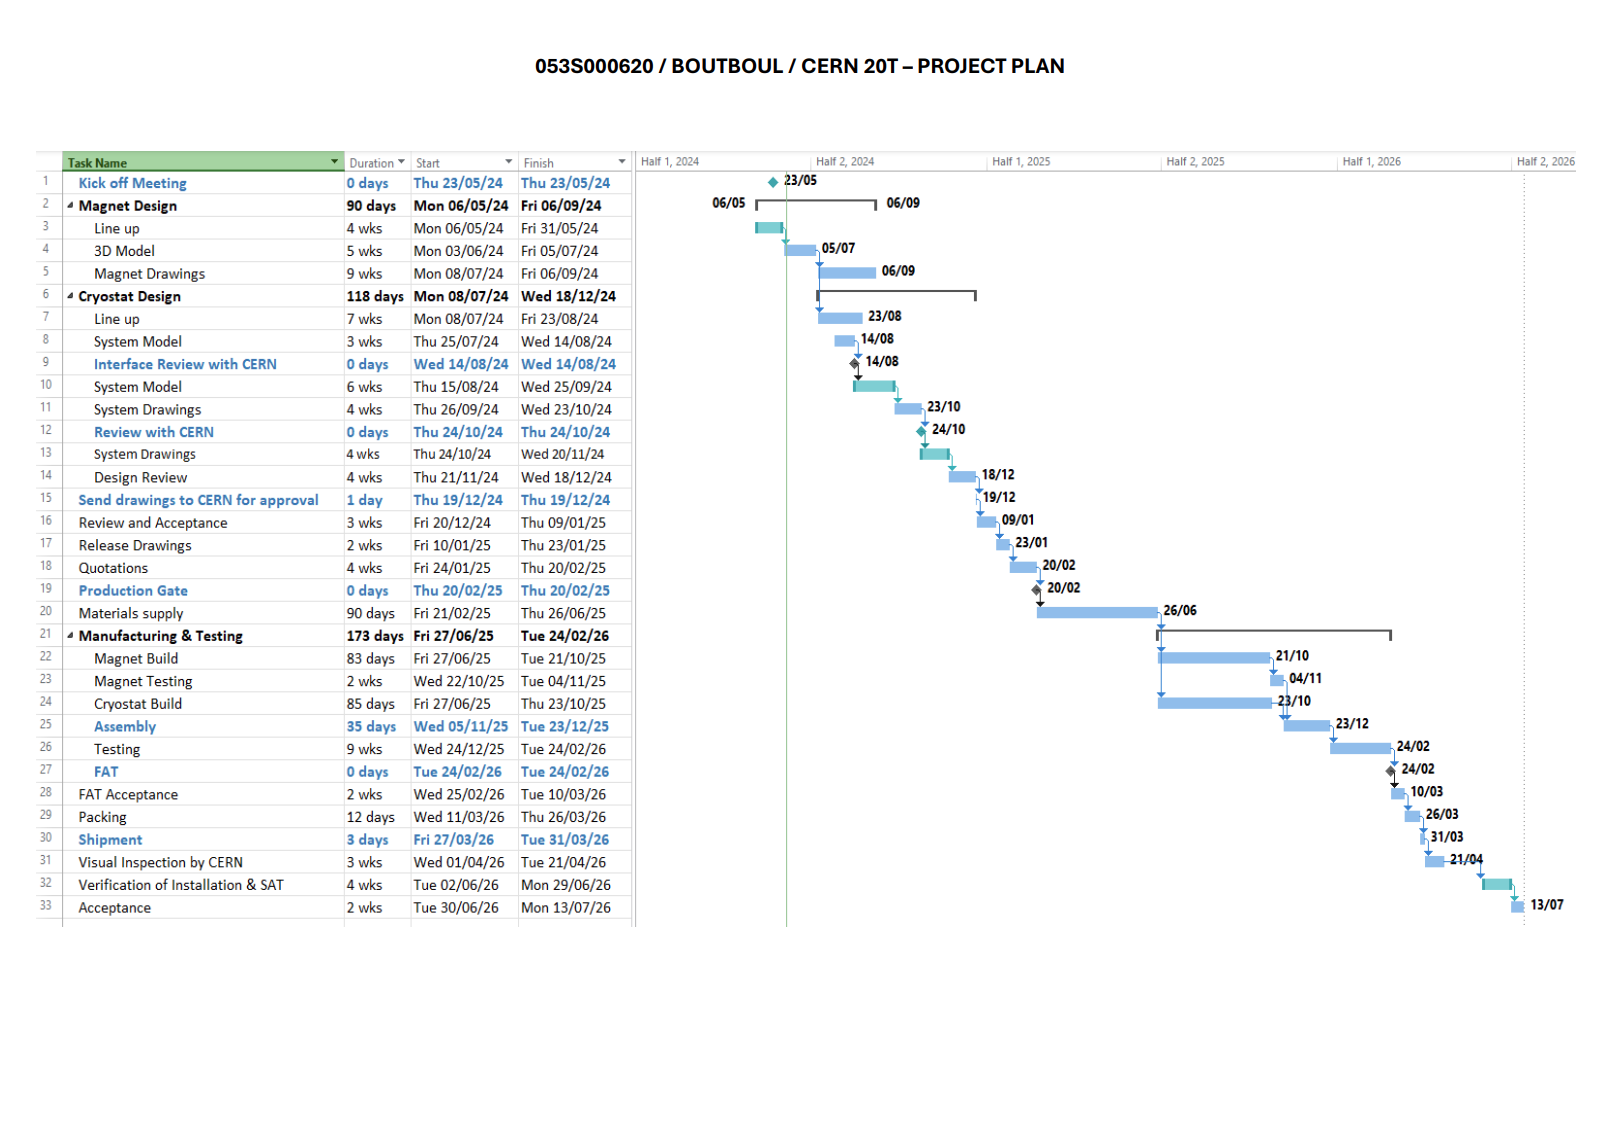 053S000620 / BOUTBOUL / CERN 20T – PROJECT PLAN
Task Name Duration Start Finish Half 1, 2024 Half 2, 2024 Half 1, 2025 Half 2, 2025 Half 1, 2026 Half 2, 2026
1 Kick off Meeting 0 days Thu 23/05/24 Thu 23/05/24 23/05
2 Magnet Design 90 days Mon 06/05/24 Fri 06/09/24 06/05 06/09
3 Line up 4 wks Mon 06/05/24 Fri 31/05/24
4 3D Model 5 wks Mon 03/06/24 Fri 05/07/24 05/07
5 Magnet Drawings 9 wks Mon 08/07/24 Fri 06/09/24 06/09
6 Cryostat Design 118 days Mon 08/07/24 Wed 18/12/24
7 Line up 7 wks Mon 08/07/24 Fri 23/08/24 23/08
8 System Model 3 wks Thu 25/07/24 Wed 14/08/24 14/08
9 Interface Review with CERN 0 days Wed 14/08/24 Wed 14/08/24 14/08
10 System Model 6 wks Thu 15/08/24 Wed 25/09/24
11 System Drawings 4 wks Thu 26/09/24 Wed 23/10/24 23/10
12 Review with CERN 0 days Thu 24/10/24 Thu 24/10/24 24/10
13 System Drawings 4 wks Thu 24/10/24 Wed 20/11/24
14 Design Review 4 wks Thu 21/11/24 Wed 18/12/24 18/12
15 Send drawings to CERN for approval 1 day Thu 19/12/24 Thu 19/12/24 19/12
16 Review and Acceptance 3 wks Fri 20/12/24 Thu 09/01/25 09/01
17 Release Drawings 2 wks Fri 10/01/25 Thu 23/01/25 23/01
18 Quotations 4 wks Fri 24/01/25 Thu 20/02/25 20/02
19 Production Gate 0 days Thu 20/02/25 Thu 20/02/25 20/02
20 Materials supply 90 days Fri 21/02/25 Thu 26/06/25 26/06
21 Manufacturing & Testing 173 days Fri 27/06/25 Tue 24/02/26
22 Magnet Build 83 days Fri 27/06/25 Tue 21/10/25 21/10
23 Magnet Testing 2 wks Wed 22/10/25 Tue 04/11/25 04/11
24 Cryostat Build 85 days Fri 27/06/25 Thu 23/10/25 23/10
25 Assembly 35 days Wed 05/11/25 Tue 23/12/25 23/12
26 Testing 9 wks Wed 24/12/25 Tue 24/02/26 24/02
27 FAT 0 days Tue 24/02/26 Tue 24/02/26 24/02
28 FAT Acceptance 2 wks Wed 25/02/26 Tue 10/03/26 10/03
29 Packing 12 days Wed 11/03/26 Thu 26/03/26 26/03
30 Shipment 3 days Fri 27/03/26 Tue 31/03/26 31/03
31 Visual Inspection by CERN 3 wks Wed 01/04/26 Tue 21/04/26 21/04
32 Verification of Installation & SAT 4 wks Tue 02/06/26 Mon 29/06/26
33 Acceptance 2 wks Tue 30/06/26 Mon 13/07/26 13/07